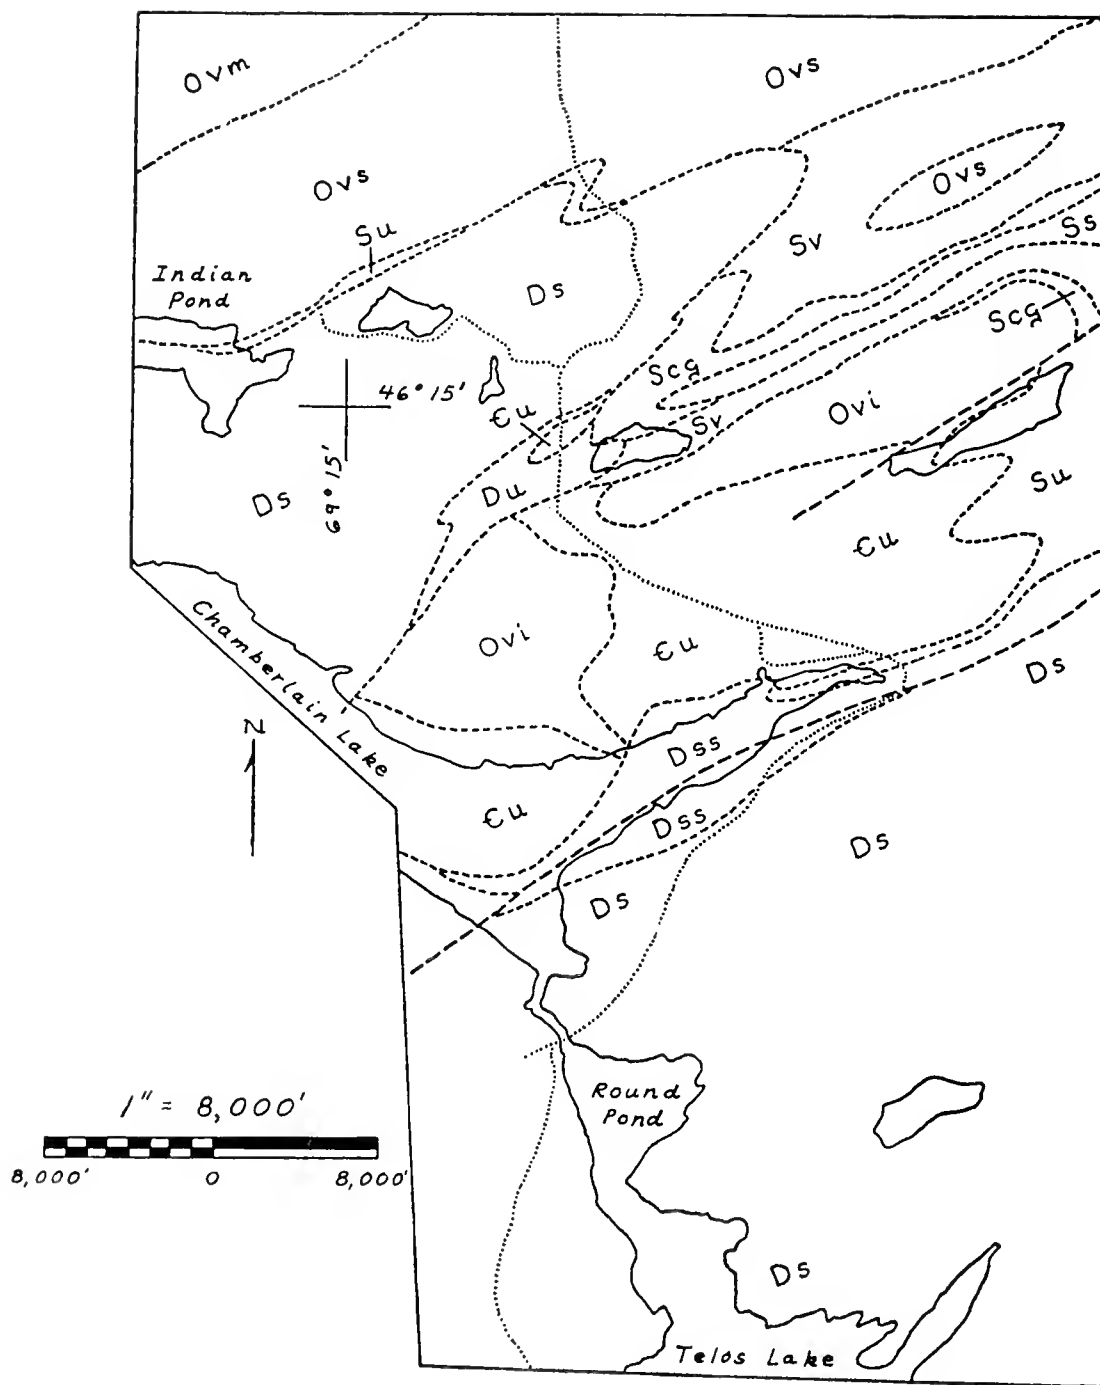 Ovm
Ovs
Ovs
Ovs
Su
Ss
Sv
Indian
Pond
Ds
Scg
Scg
46° 15'
Єu
Ovi
Sv
69° 15'
Ds
Du
Su
Єu
Chamberlain Lake
Ovi
Єu
Ds
N
Dss
Єu
Dss
Ds
Ds
1" = 8,000'
8,000' 0 8,000'
Round
Pond
Ds
Telos Lake